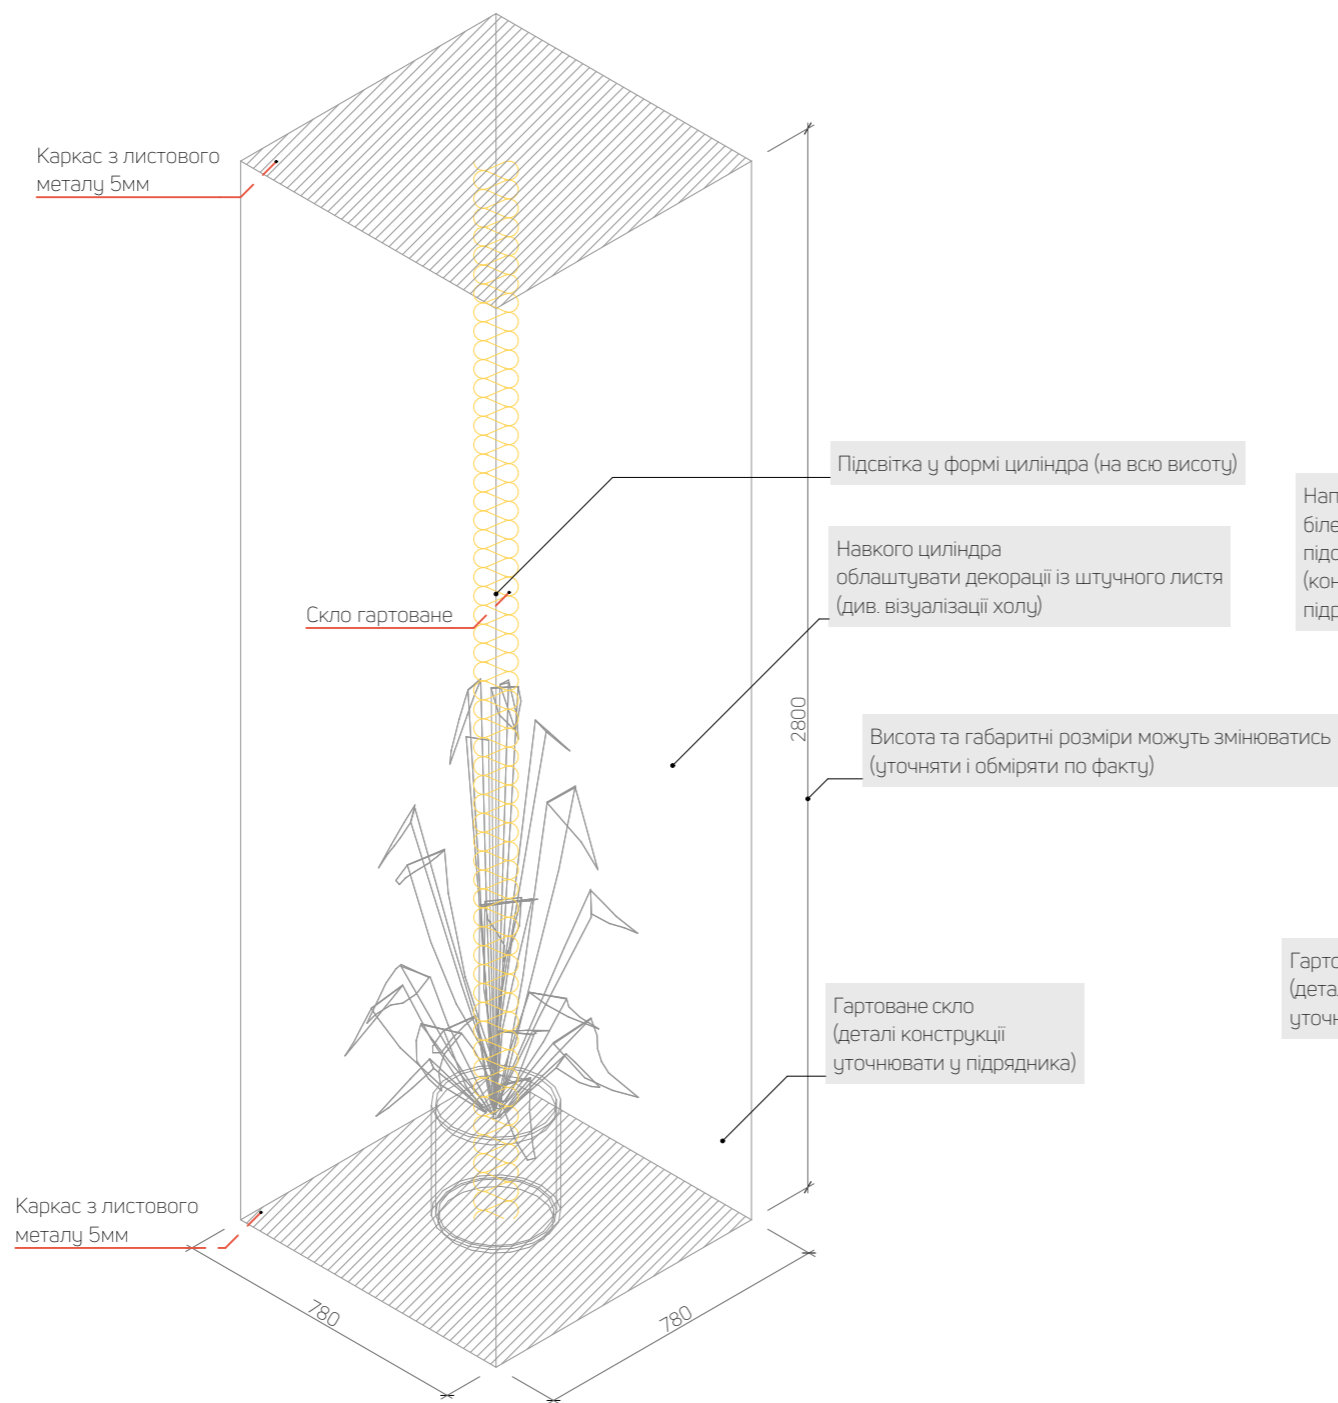 Каркас з листового
металу 5мм
Підсвітка у формі циліндра (на всю висоту)
Навкого циліндра
облаштувати декорації із штучного листя
(див. візуалізації холу)
Скло гартоване
2800
Висота та габаритні розміри можуть змінюватись
(уточняти і обміряти по факту)
Гартоване скло
(деталі конструкції
уточнювати у підрядника)
Каркас з листового
металу 5мм
780
780